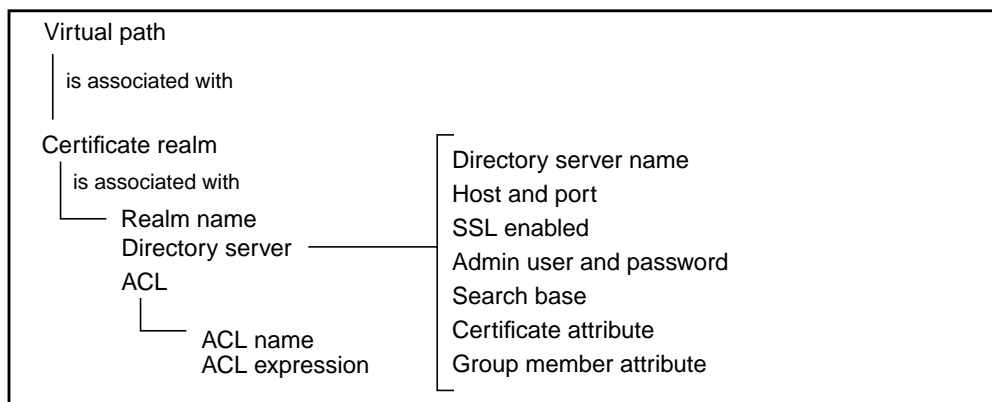 Virtual path
is associated with
Certificate realm
is associated with
Realm name
Directory server
ACL
ACL name
ACL expression
Directory server name
Host and port
SSL enabled
Admin user and password
Search base
Certificate attribute
Group member attribute